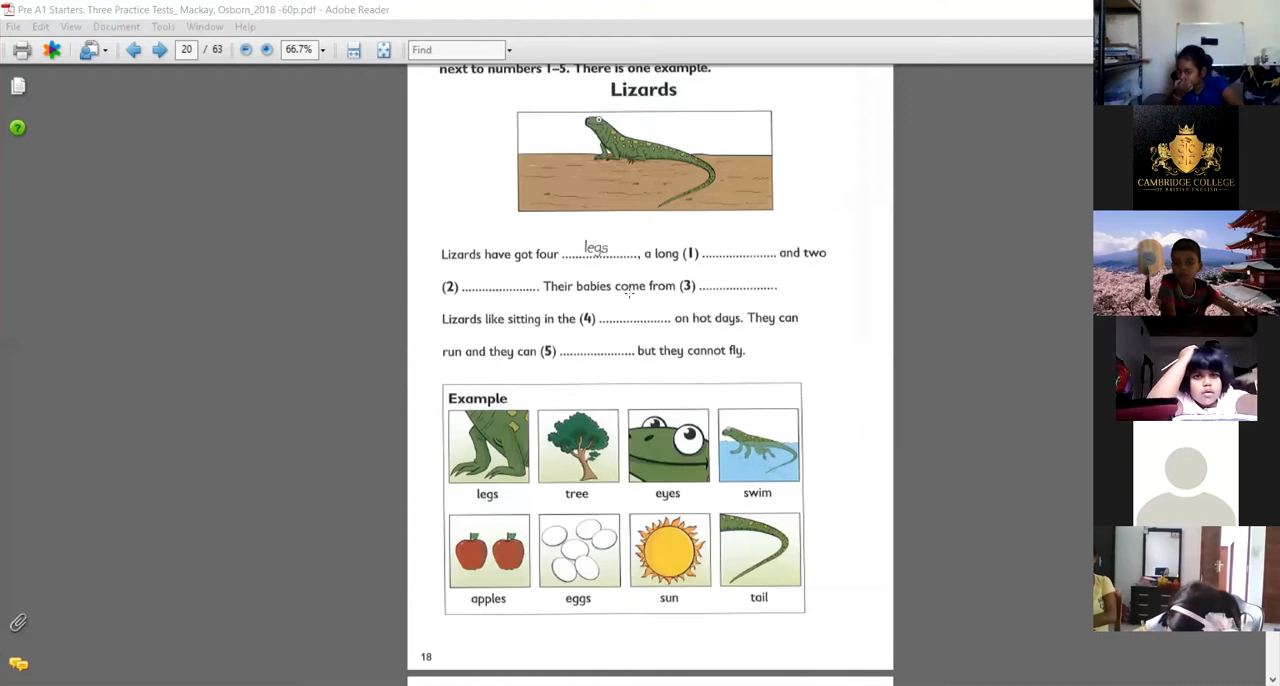 Pre A1 Starters. Three Practice Tests_ Mackay, Osborn_2018 -60p.pdf - Adobe Reader
File Edit View Document Tools Window Help
20 / 63 66.7% Find
next to numbers 1–5. There is one example.
Lizards
Lizards have got four ....legs...., a long (1) .................... and two
(2) ..................... Their babies come from (3) .....................
Lizards like sitting in the (4) ................... on hot days. They can
run and they can (5) .................... but they cannot fly.
Example
legs tree eyes swim
apples eggs sun tail
18
CAMBRIDGE COLLEGE
OF BRITISH ENGLISH